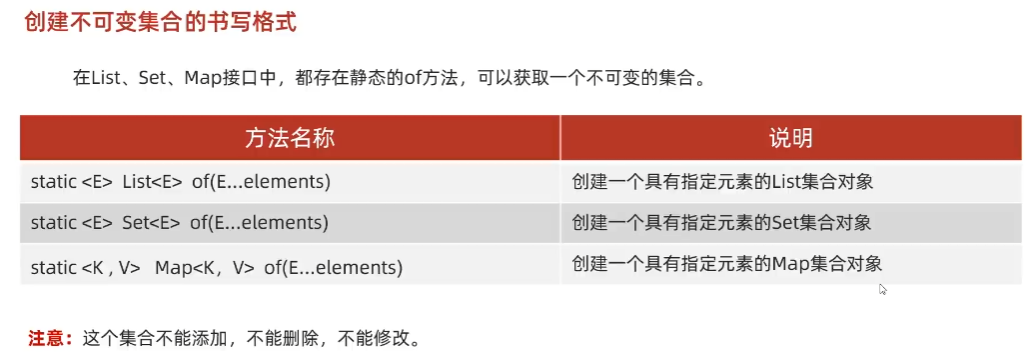 创建不可变集合的书写格式
在List、Set、Map接口中，都存在静态的of方法，可以获取一个不可变的集合。
方法名称 说明
static <E> List<E> of(E...elements) 创建一个具有指定元素的List集合对象
static <E> Set<E> of(E...elements) 创建一个具有指定元素的Set集合对象
static <K , V> Map<K，V> of(E...elements) 创建一个具有指定元素的Map集合对象
注意：这个集合不能添加，不能删除，不能修改。